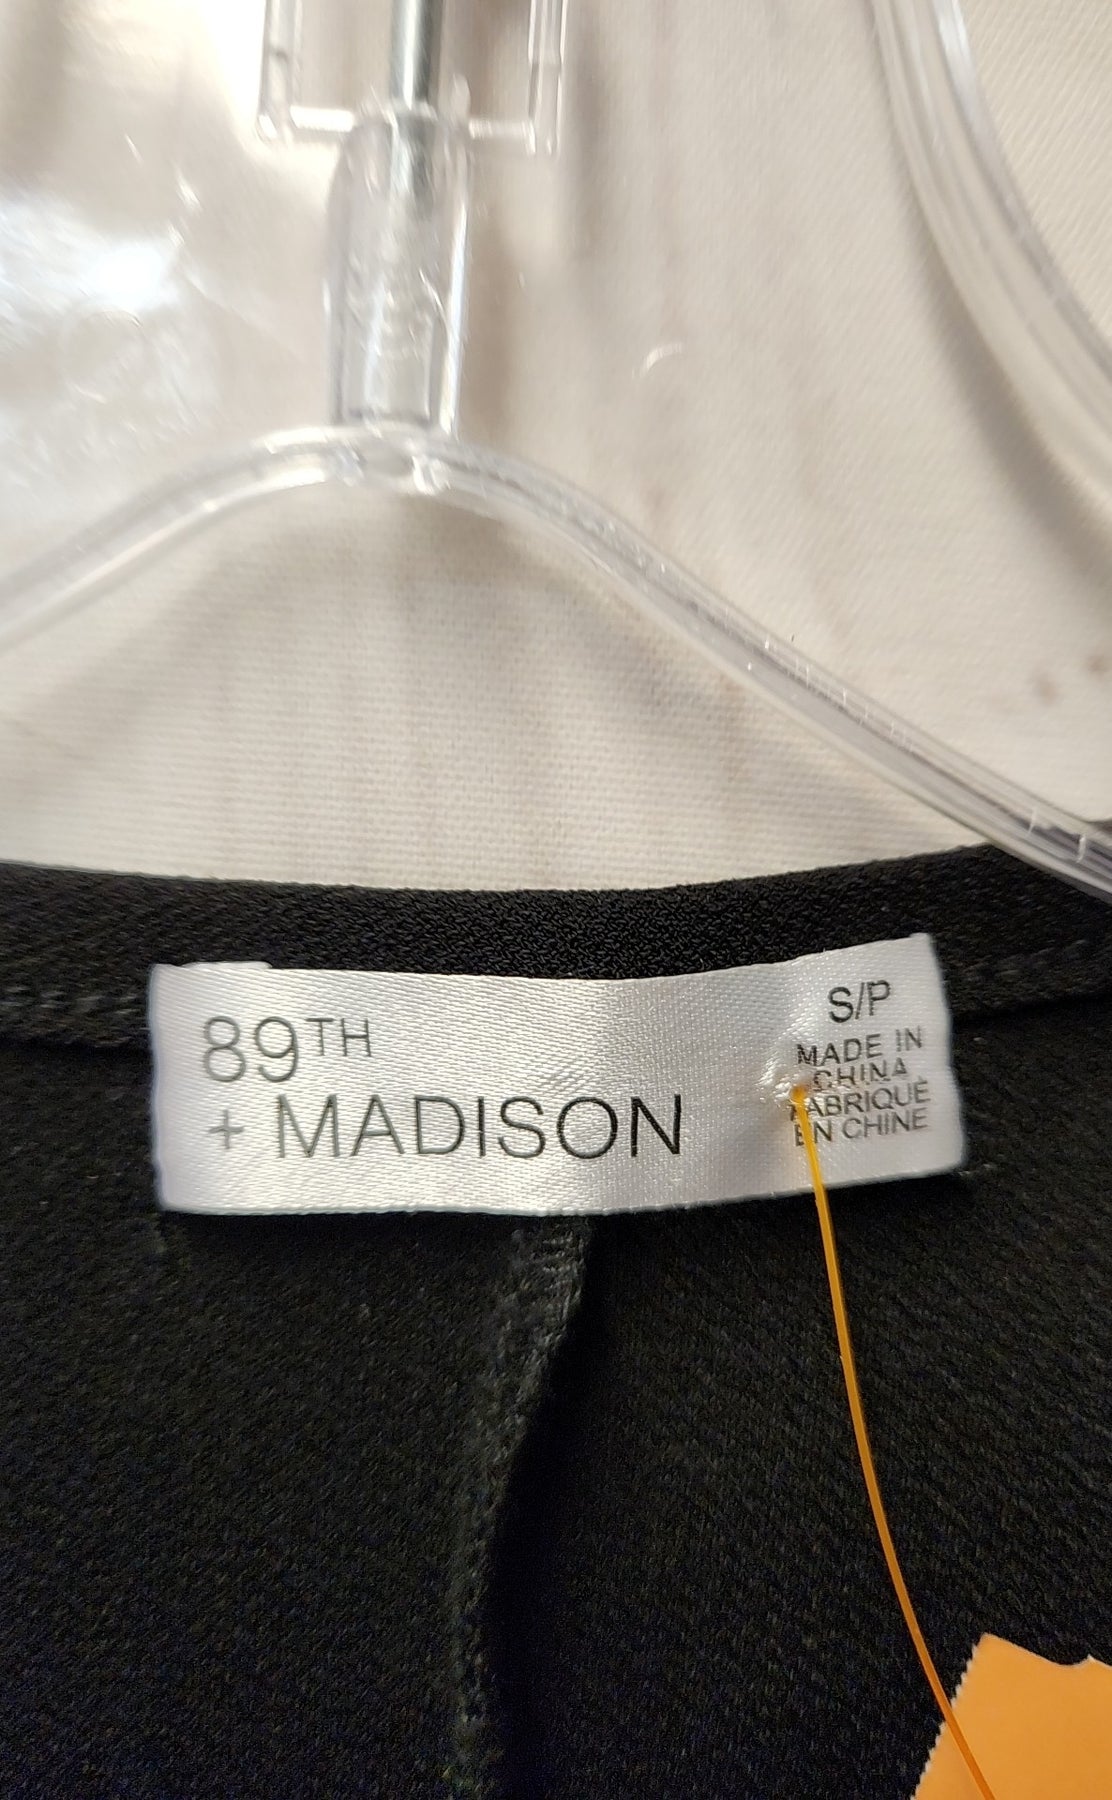 89TH
+ MADISON
S/P
MADE IN
CHINA
FABRIQUÉ
EN CHINE